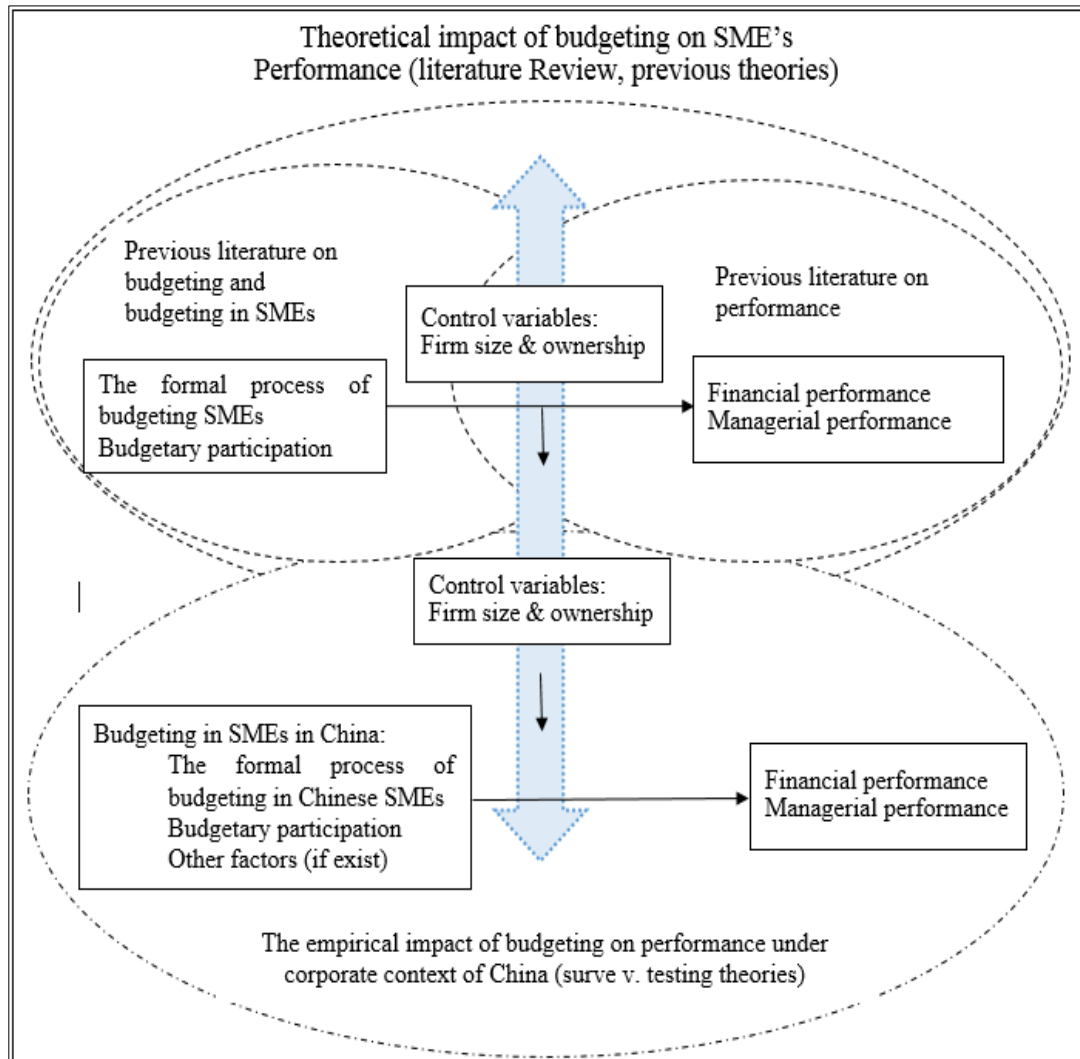 Theoretical impact of budgeting on SME's
Performance (literature Review, previous theories)
Previous literature on
budgeting and
budgeting in SMEs
Previous literature on
performance
Control variables:
Firm size & ownership
The formal process of
budgeting SMEs
Budgetary participation
Financial performance
Managerial performance
Control variables:
Firm size & ownership
Budgeting in SMEs in China:
The formal process of
budgeting in Chinese SMEs
Budgetary participation
Other factors (if exist)
Financial performance
Managerial performance
The empirical impact of budgeting on performance under
corporate context of China (surve v. testing theories)